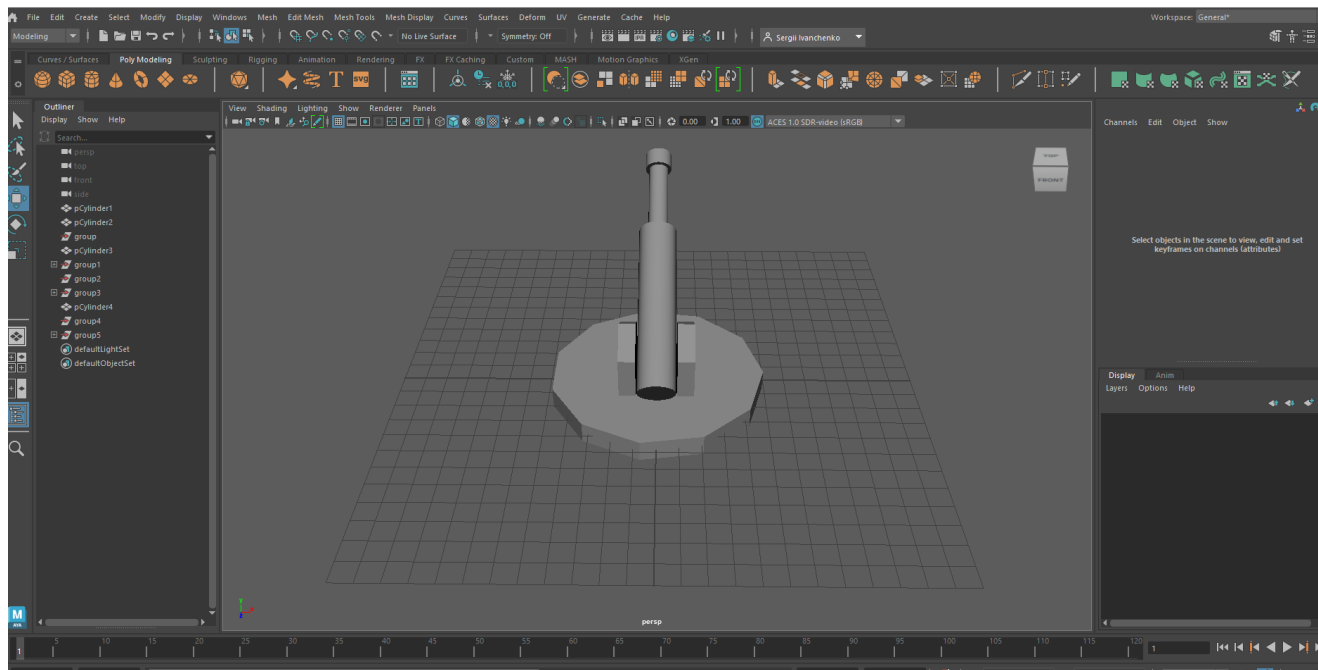 File Edit Create Select Modify Display Windows Mesh Edit Mesh Mesh Tools Mesh Display Curves Surfaces Deform UV Generate Cache Help
Workspace: General*
Modeling
No Live Surface
Symmetry: Off
Sergii Ivanchenko
Curves / Surfaces Poly Modeling Sculpting Rigging Animation Rendering FX FX Caching Custom MASH Motion Graphics XGen
T
SVG
0,0,0
Outliner
Display Show Help
Search...
persp
top
front
side
pCylinder1
pCylinder2
group
pCylinder3
group1
group2
group3
pCylinder4
group4
group5
defaultLightSet
defaultObjectSet
View Shading Lighting Show Renderer Panels
0.00 1.00 ACES 1.0 SDR-video (sRGB)
FRONT
persp
Channels Edit Object Show
Select objects in the scene to view, edit and set
keyframes on channels (attributes)
Display Anim
Layers Options Help
M
1
5 10 15 20 25 30 35 40 45 50 55 60 65 70 75 80 85 90 95 100 105 110 115 120
1